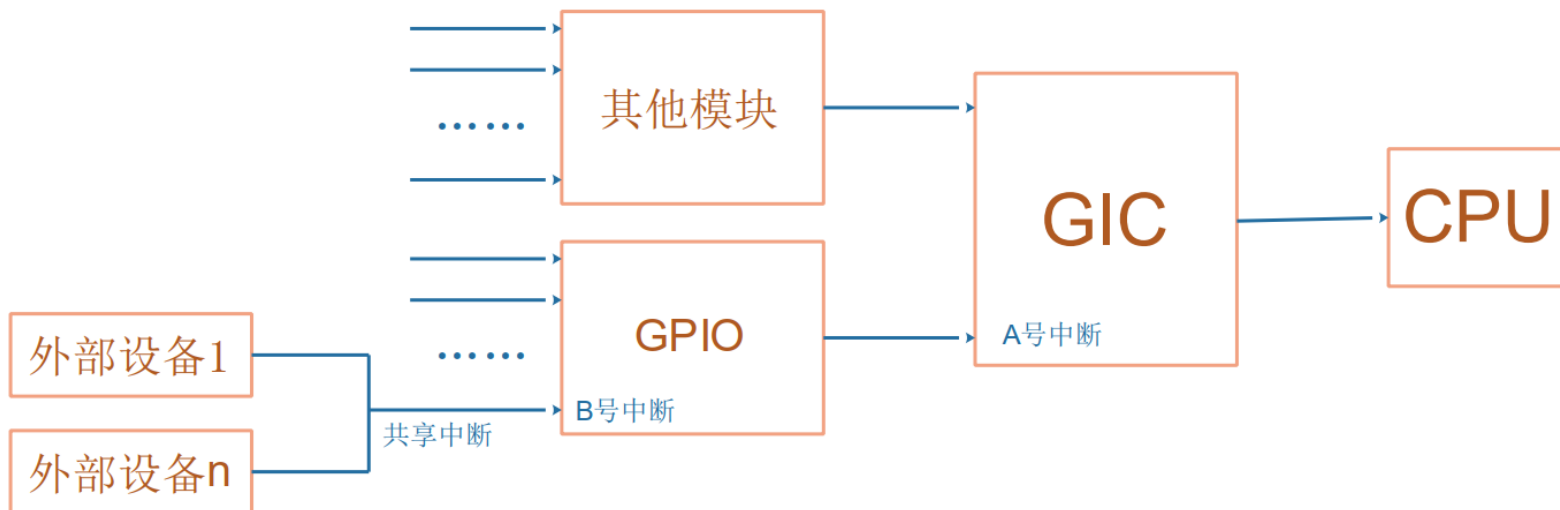 其他模块
……
GIC
CPU
GPIO
……
A号中断
B号中断
外部设备1
共享中断
外部设备n